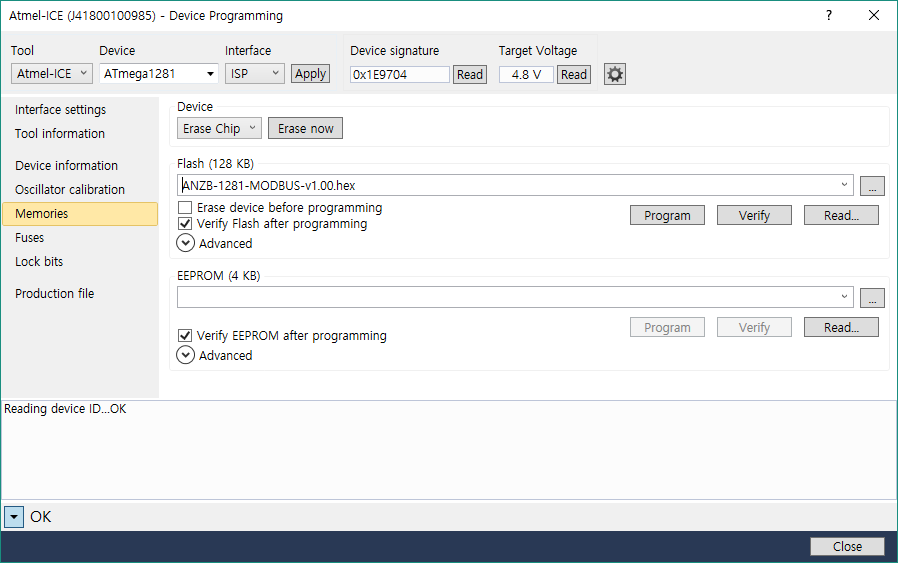 Atmel-ICE (J41800100985) - Device Programming
?
Tool Device Interface Device signature Target Voltage
Atmel-ICE ATmega1281 ISP Apply 0x1E9704 Read 4.8 V Read
Interface settings
Tool information
Device information
Oscillator calibration
Memories
Fuses
Lock bits
Production file
Device
Erase Chip Erase now
Flash (128 KB)
ANZB-1281-MODBUS-v1.00.hex ...
Erase device before programming
Verify Flash after programming
Program Verify Read...
Advanced
EEPROM (4 KB)
...
Program Verify Read...
Verify EEPROM after programming
Advanced
Reading device ID...OK
OK
Close